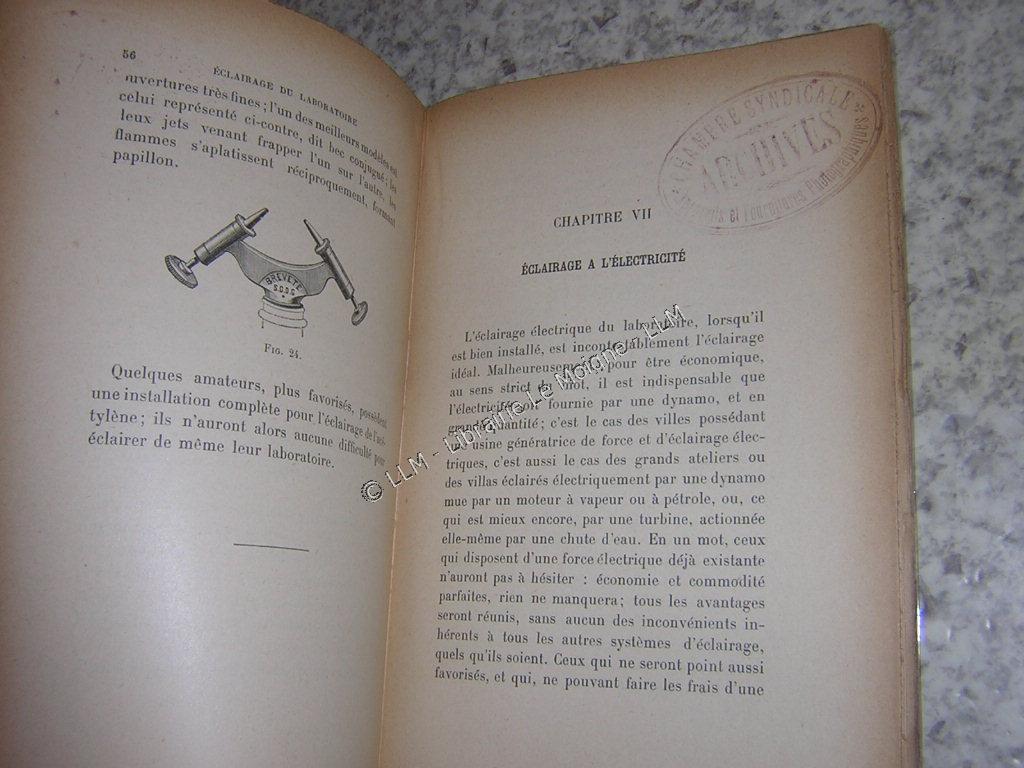 56
ÉCLAIRAGE DU LABORATOIRE
ouvertures très fines; l'un des meilleurs modèles est
celui représenté ci-contre, dit bec conjugué; les
deux jets venant frapper l'un sur l'autre, les
flammes s'aplatissent réciproquement, formant
papillon.
BREVETÉ
S.G.D.G.
FIG. 24.
Quelques amateurs, plus favorisés, possèdent
une installation complète pour l'éclairage de l'acé-
tylène; ils n'auront alors aucune difficulté pour
éclairer de même leur laboratoire.
CHAMBRE SYNDICALE
ARCHIVES
et Fournitures Photographiques
CHAPITRE VII
ÉCLAIRAGE A L'ÉLECTRICITÉ
L'éclairage électrique du laboratoire, lorsqu'il
est bien installé, est incontestablement l'éclairage
idéal. Malheureusement, pour être économique,
au sens strict du mot, il est indispensable que
l'électricité soit fournie par une dynamo, et en
grande quantité; c'est le cas des villes possédant
une usine génératrice de force et d'éclairage élec-
triques, c'est aussi le cas des grands ateliers ou
des villas éclairés électriquement par une dynamo
mue par un moteur à vapeur ou à pétrole, ou, ce
qui est mieux encore, par une turbine, actionnée
elle-même par une chute d'eau. En un mot, ceux
qui disposent d'une force électrique déjà existante
n'auront pas à hésiter : économie et commodité
parfaites, rien ne manquera; tous les avantages
seront réunis, sans aucun des inconvénients in-
hérents à tous les autres systèmes d'éclairage,
quels qu'ils soient. Ceux qui ne seront point aussi
favorisés, et qui, ne pouvant faire les frais d'une
© LLM - Librairie Le Moigne / LLM